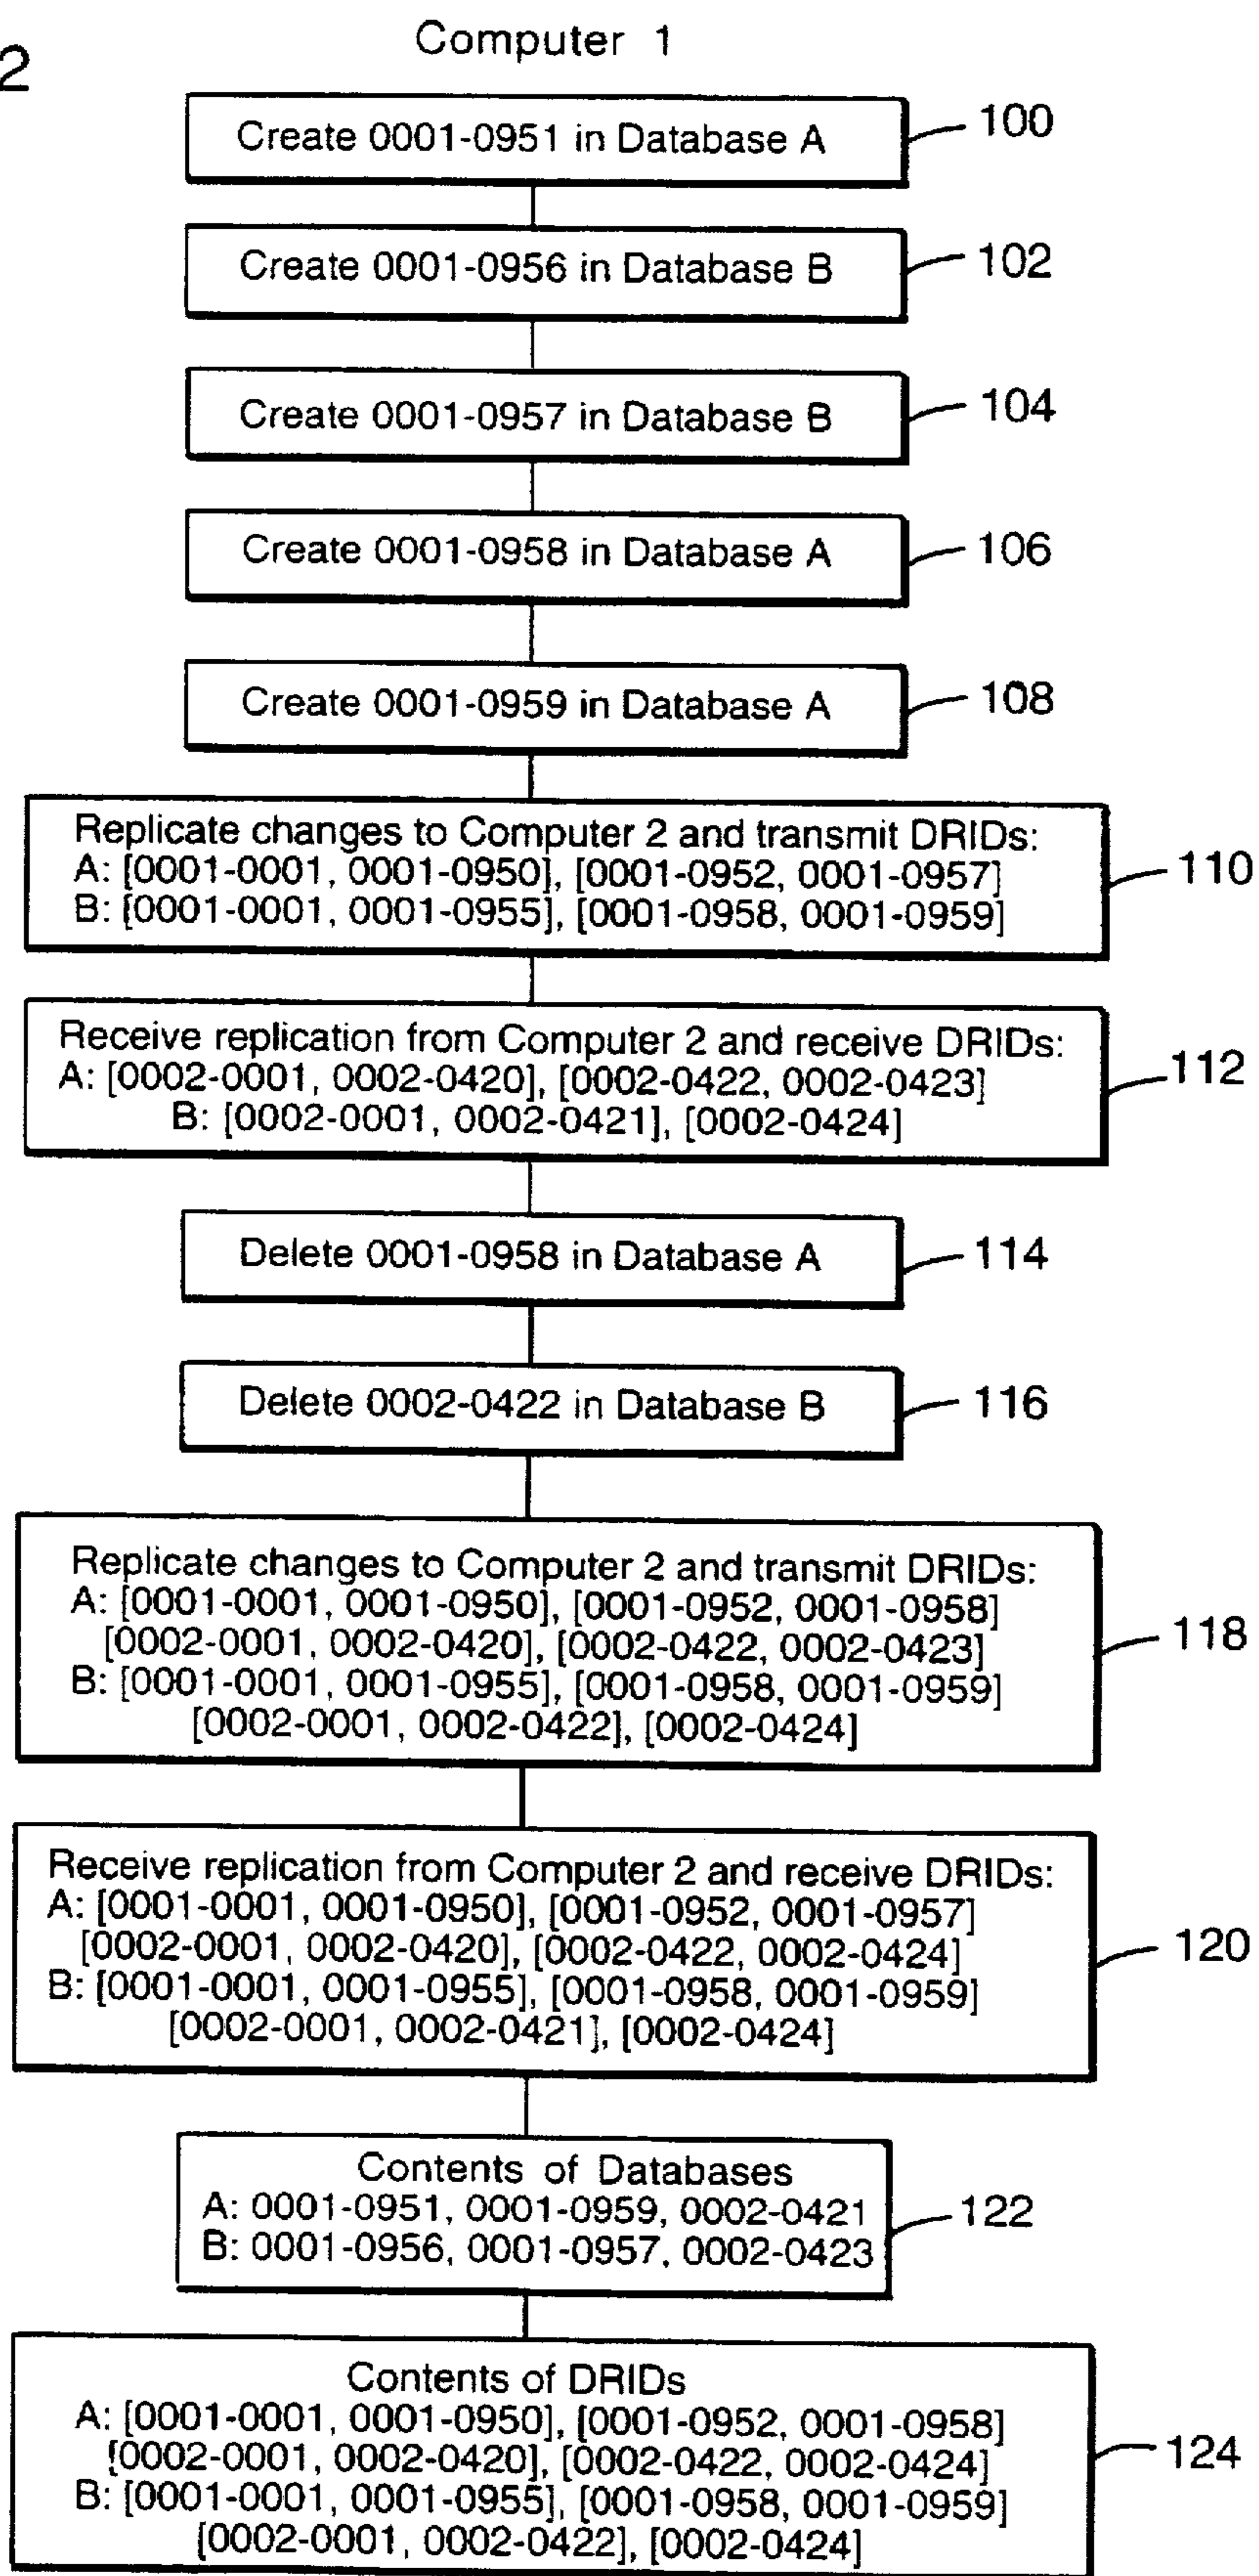 2
Computer 1
Create 0001-0951 in Database A
100
Create 0001-0956 in Database B
102
Create 0001-0957 in Database B
104
Create 0001-0958 in Database A
106
Create 0001-0959 in Database A
108
Replicate changes to Computer 2 and transmit DRIDs:
A: [0001-0001, 0001-0950], [0001-0952, 0001-0957]
B: [0001-0001, 0001-0955], [0001-0958, 0001-0959]
110
Receive replication from Computer 2 and receive DRIDs:
A: [0002-0001, 0002-0420], [0002-0422, 0002-0423]
B: [0002-0001, 0002-0421], [0002-0424]
112
Delete 0001-0958 in Database A
114
Delete 0002-0422 in Database B
116
Replicate changes to Computer 2 and transmit DRIDs:
A: [0001-0001, 0001-0950], [0001-0952, 0001-0958]
[0002-0001, 0002-0420], [0002-0422, 0002-0423]
B: [0001-0001, 0001-0955], [0001-0958, 0001-0959]
[0002-0001, 0002-0422], [0002-0424]
118
Receive replication from Computer 2 and receive DRIDs:
A: [0001-0001, 0001-0950], [0001-0952, 0001-0957]
[0002-0001, 0002-0420], [0002-0422, 0002-0424]
B: [0001-0001, 0001-0955], [0001-0958, 0001-0959]
[0002-0001, 0002-0421], [0002-0424]
120
Contents of Databases
A: 0001-0951, 0001-0959, 0002-0421
B: 0001-0956, 0001-0957, 0002-0423
122
Contents of DRIDs
A: [0001-0001, 0001-0950], [0001-0952, 0001-0958]
[0002-0001, 0002-0420], [0002-0422, 0002-0424]
B: [0001-0001, 0001-0955], [0001-0958, 0001-0959]
[0002-0001, 0002-0422], [0002-0424]
124